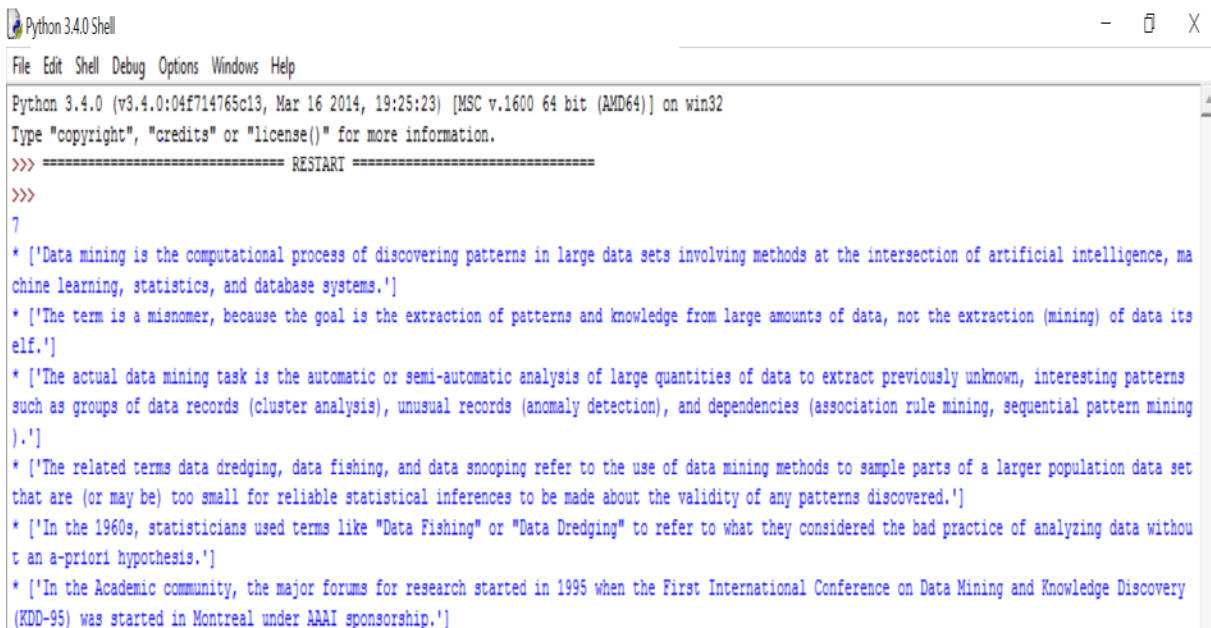 Python 3.4.0 Shell
File Edit Shell Debug Options Windows Help
Python 3.4.0 (v3.4.0:04f714765c13, Mar 16 2014, 19:25:23) [MSC v.1600 64 bit (AMD64)] on win32
Type "copyright", "credits" or "license()" for more information.
>>> ================================ RESTART ================================
>>>
7
* ['Data mining is the computational process of discovering patterns in large data sets involving methods at the intersection of artificial intelligence, ma
chine learning, statistics, and database systems.']
* ['The term is a misnomer, because the goal is the extraction of patterns and knowledge from large amounts of data, not the extraction (mining) of data its
elf.']
* ['The actual data mining task is the automatic or semi-automatic analysis of large quantities of data to extract previously unknown, interesting patterns
such as groups of data records (cluster analysis), unusual records (anomaly detection), and dependencies (association rule mining, sequential pattern mining
).']
* ['The related terms data dredging, data fishing, and data snooping refer to the use of data mining methods to sample parts of a larger population data set
that are (or may be) too small for reliable statistical inferences to be made about the validity of any patterns discovered.']
* ['In the 1960s, statisticians used terms like "Data Fishing" or "Data Dredging" to refer to what they considered the bad practice of analyzing data withou
t an a-priori hypothesis.']
* ['In the Academic community, the major forums for research started in 1995 when the First International Conference on Data Mining and Knowledge Discovery
(KDD-95) was started in Montreal under AAAI sponsorship.']